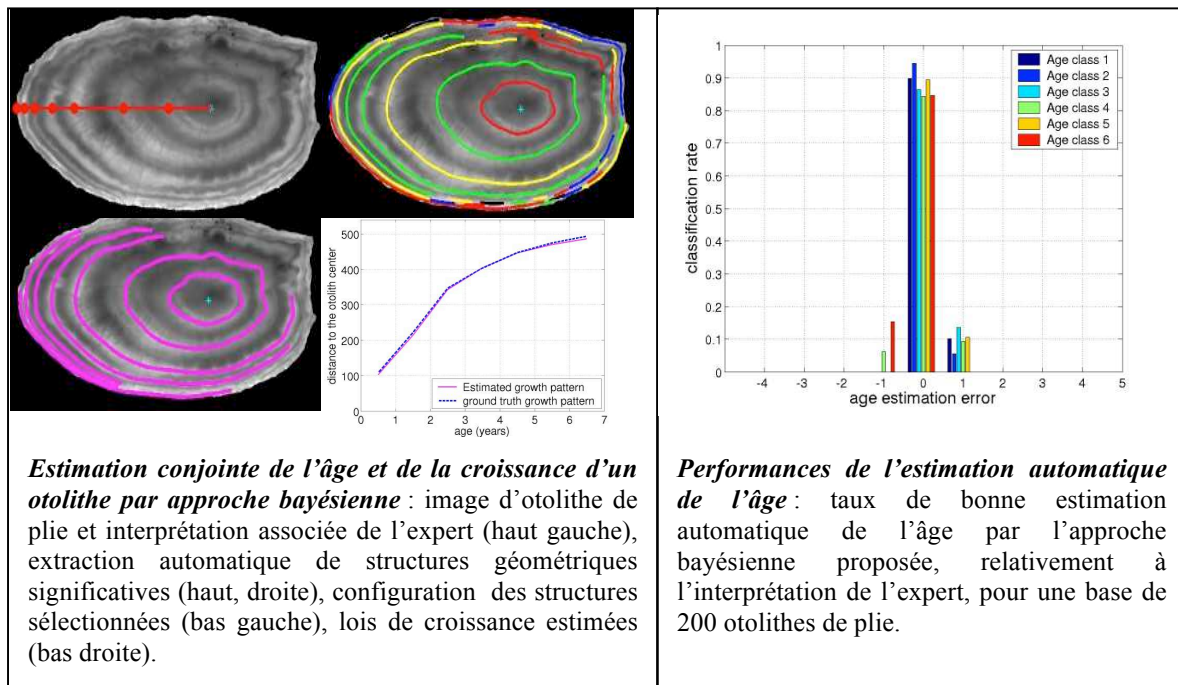 500
400
300
200
100
0
0 1 2 3 4 5 6 7
distance to the otolith center
age (years)
Estimated growth pattern
ground truth growth pattern
Estimation conjointe de l’âge et de la croissance d’un
otolithe par approche bayésienne : image d’otolithe de
plie et interprétation associée de l’expert (haut gauche),
extraction automatique de structures géométriques
significatives (haut, droite), configuration des structures
sélectionnées (bas gauche), lois de croissance estimées
(bas droite).
1
0.9
0.8
0.7
0.6
0.5
0.4
0.3
0.2
0.1
0
classification rate
-4 -3 -2 -1 0 1 2 3 4 5
age estimation error
Age class 1
Age class 2
Age class 3
Age class 4
Age class 5
Age class 6
Performances de l’estimation automatique
de l’âge : taux de bonne estimation
automatique de l’âge par l’approche
bayésienne proposée, relativement à
l’interprétation de l’expert, pour une base de
200 otolithes de plie.